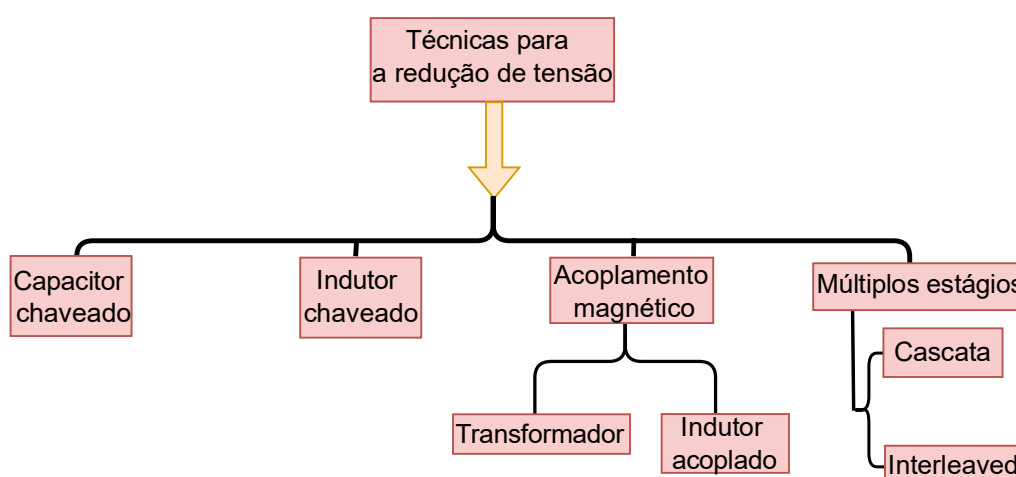 Técnicas para
a redução de tensão
Capacitor
chaveado
Indutor
chaveado
Acoplamento
magnético
Múltiplos estágios
Cascata
Transformador
Indutor
acoplado
Interleaved